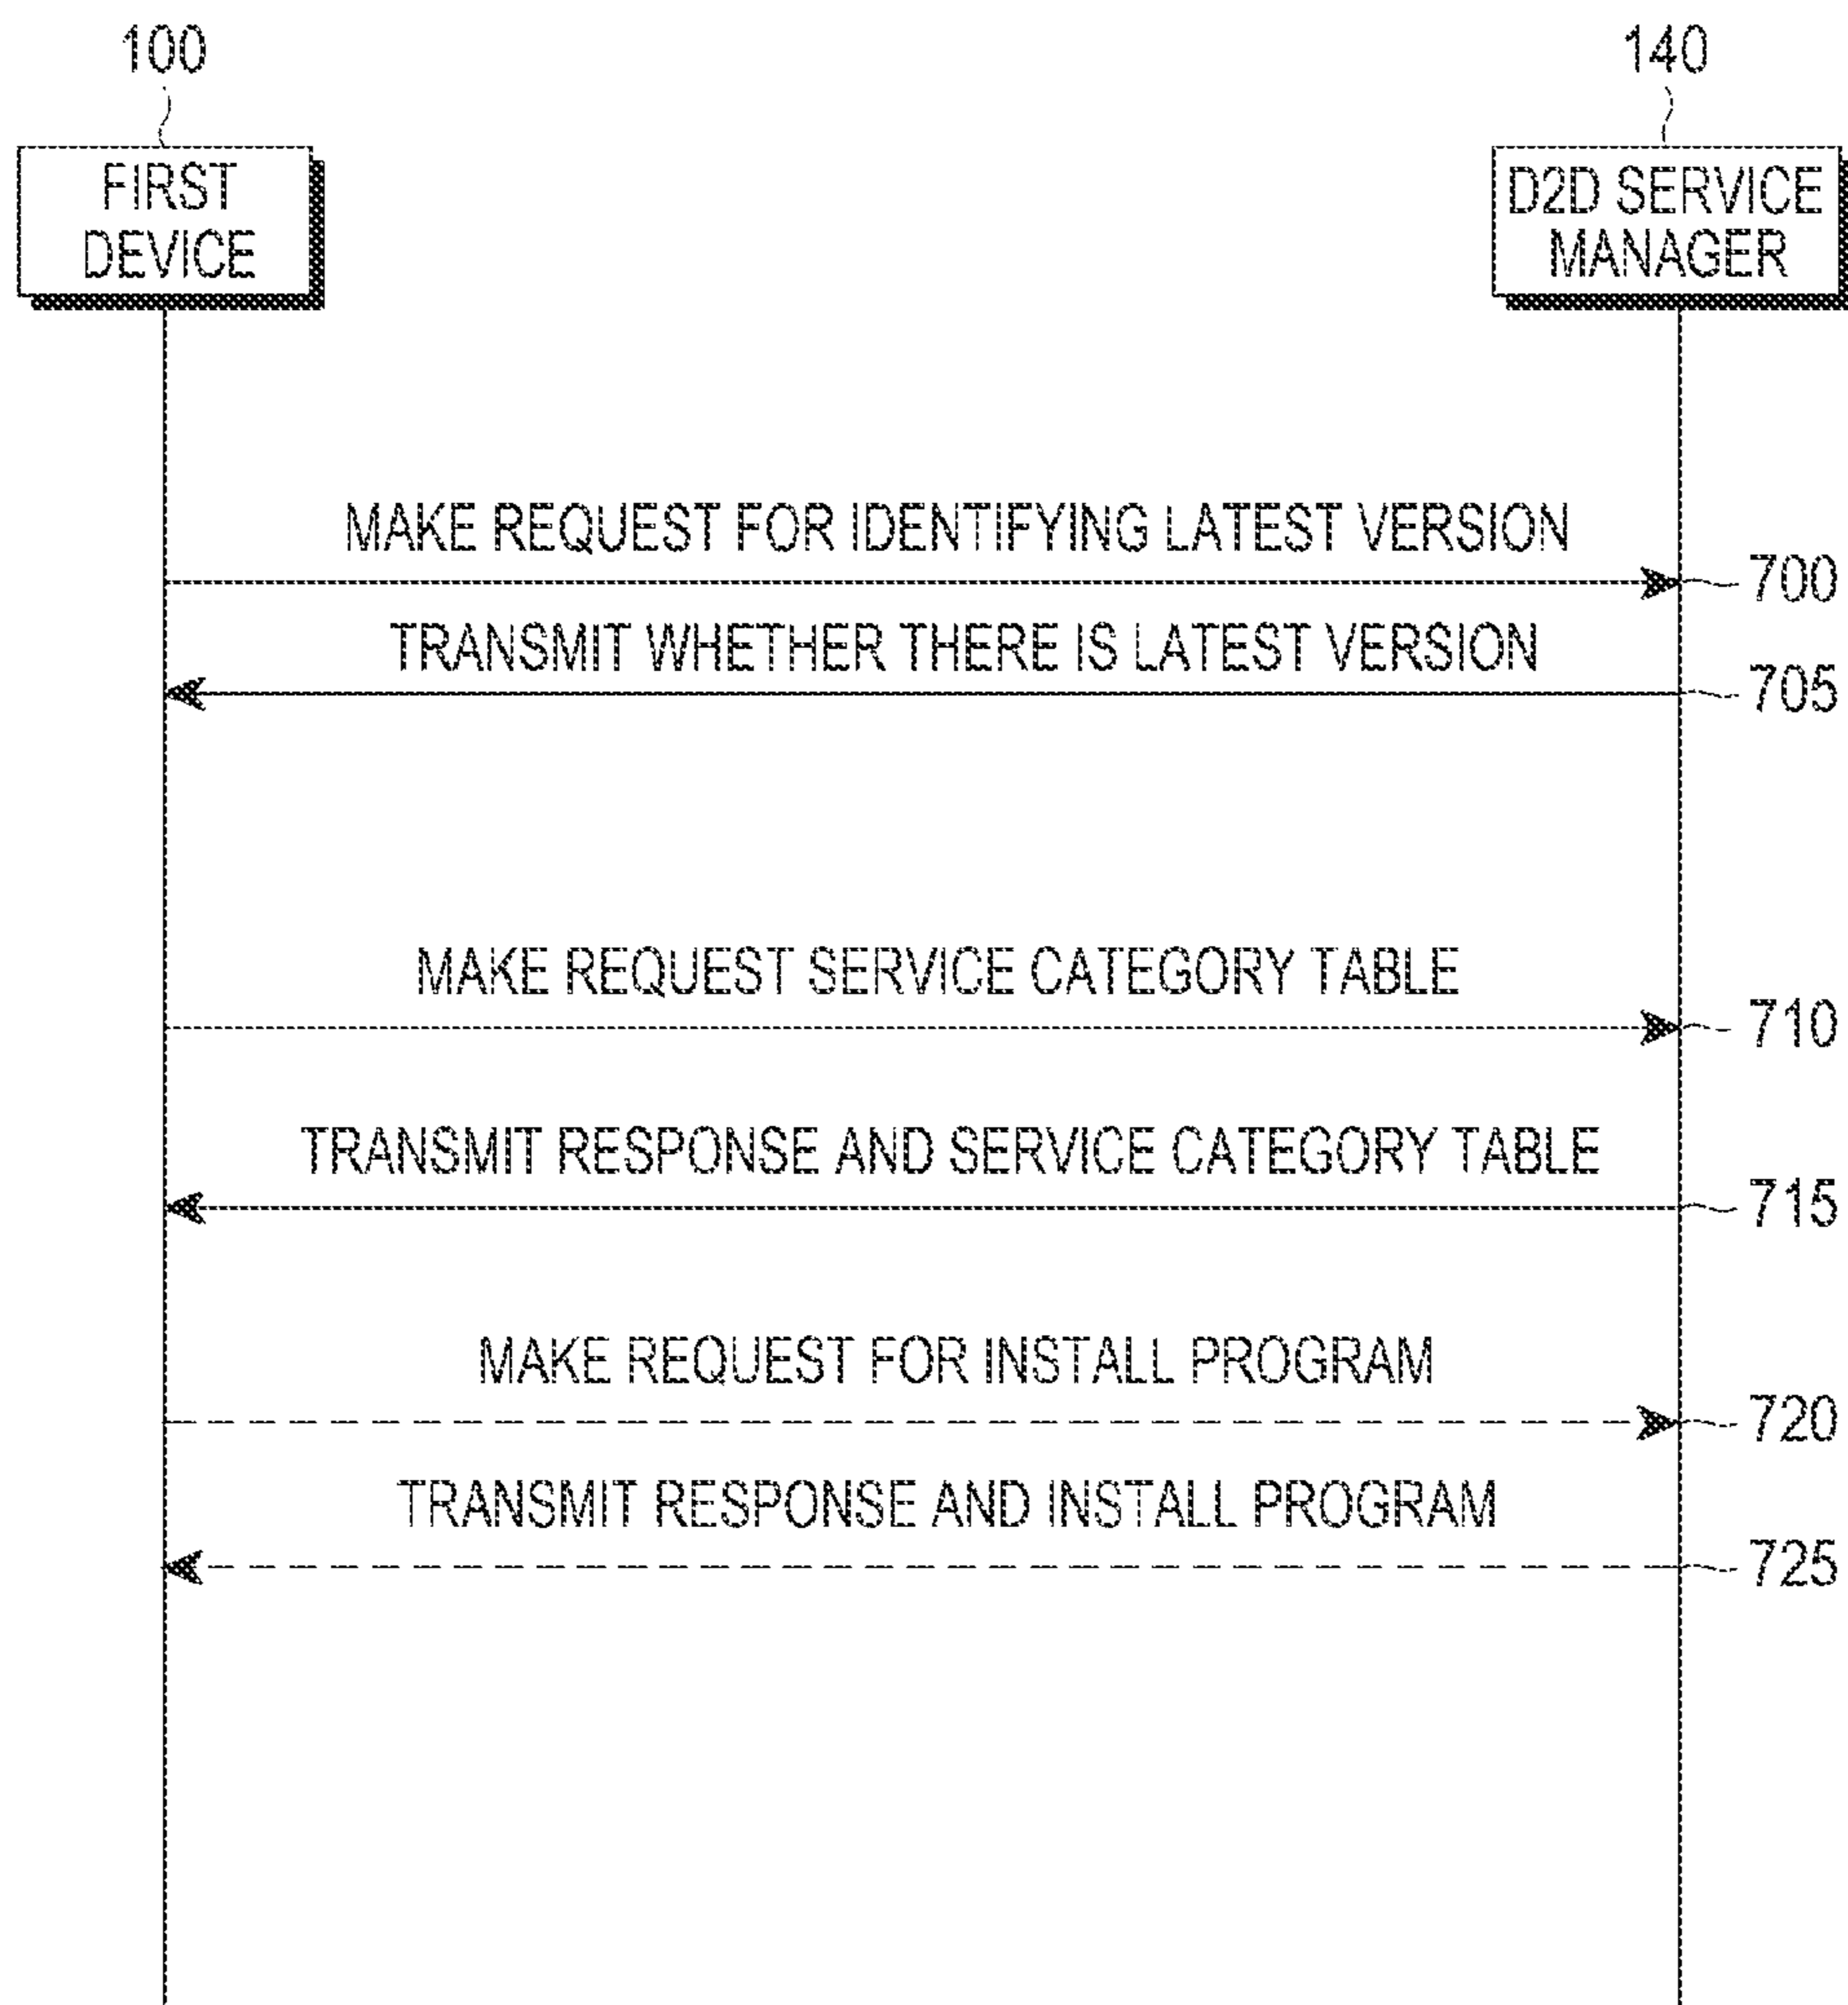 100
140
FIRST
DEVICE
D2D SERVICE
MANAGER
MAKE REQUEST FOR IDENTIFYING LATEST VERSION
700
TRANSMIT WHETHER THERE IS LATEST VERSION
705
MAKE REQUEST SERVICE CATEGORY TABLE
710
TRANSMIT RESPONSE AND SERVICE CATEGORY TABLE
715
MAKE REQUEST FOR INSTALL PROGRAM
720
TRANSMIT RESPONSE AND INSTALL PROGRAM
725